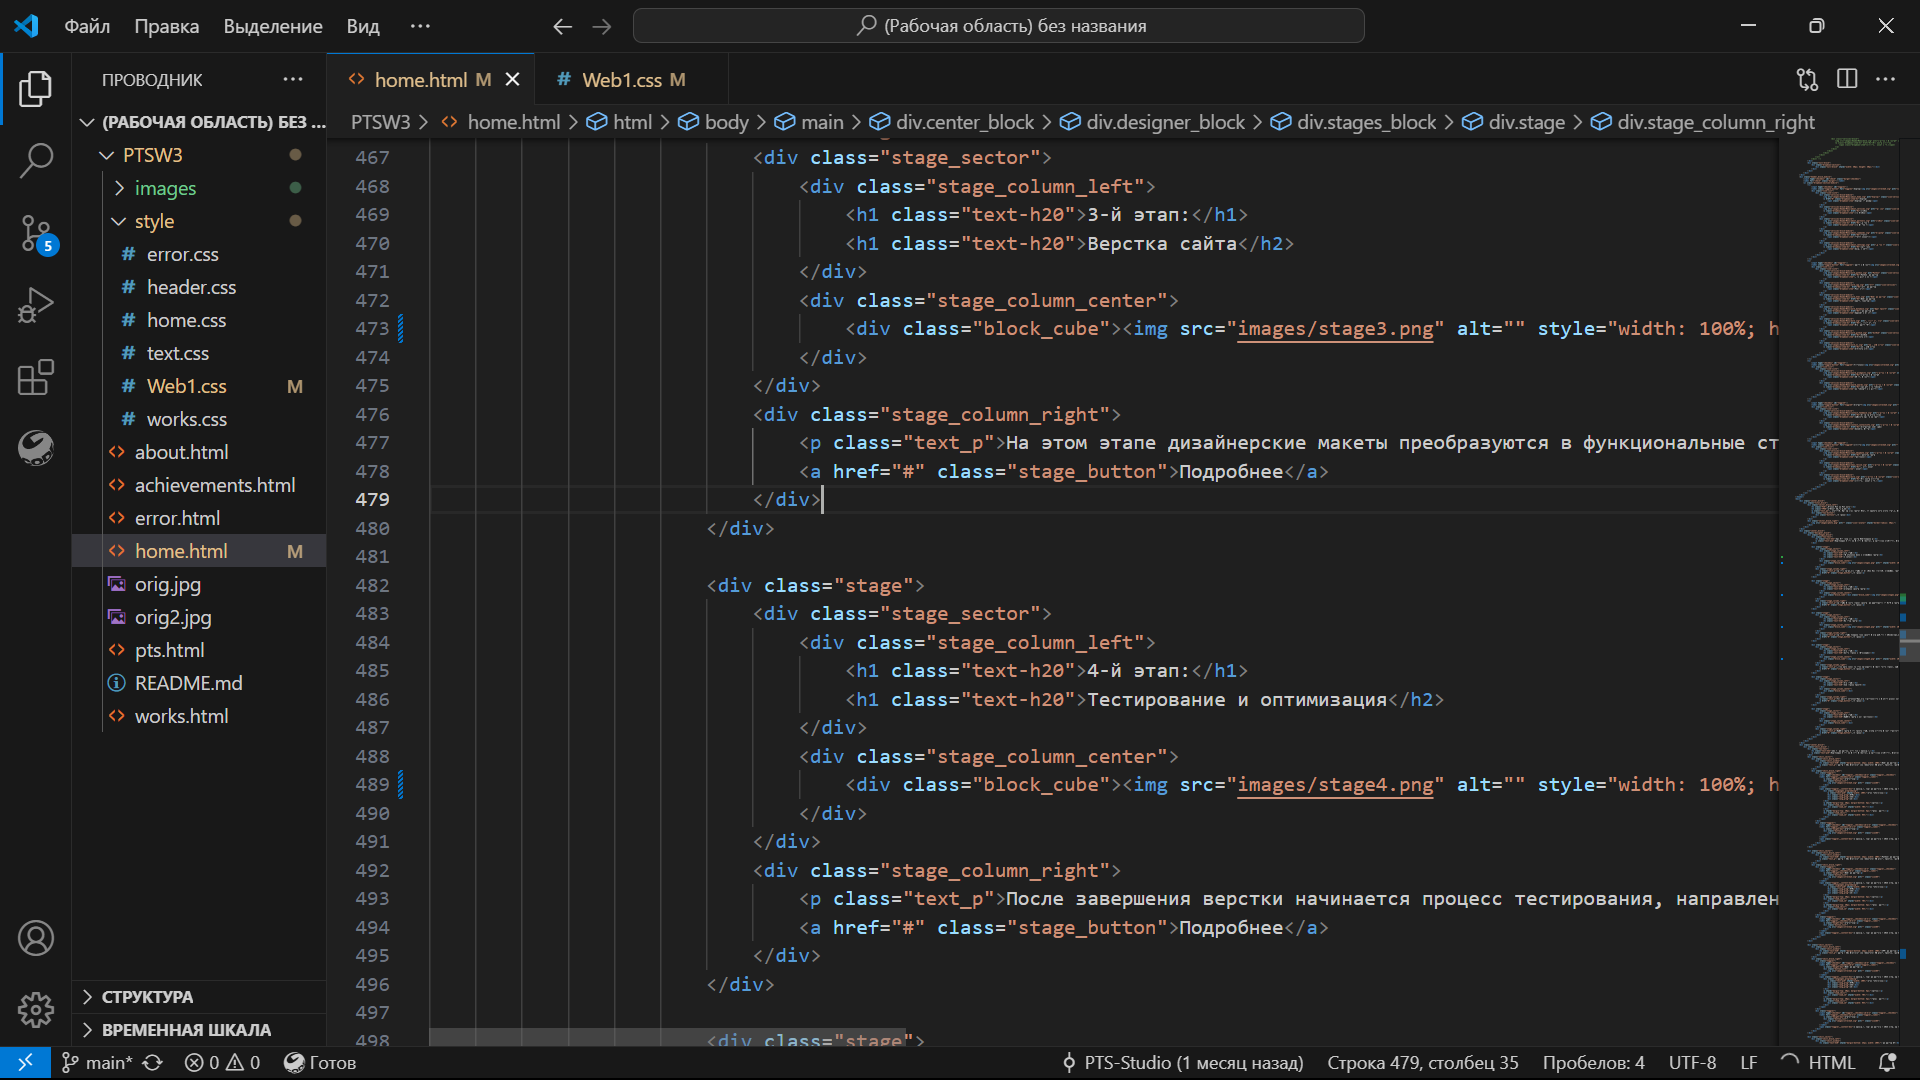 Файл Правка Выделение Вид ··· (Рабочая область) без названия
ПРОВОДНИК ···
home.html M
Web1.css M
(РАБОЧАЯ ОБЛАСТЬ) БЕЗ ...
PTSW3 > home.html > html > body > main > div.center_block > div.designer_block > div.stages_block > div.stage > div.stage_column_right
PTSW3
images
style
error.css
header.css
home.css
text.css
Web1.css M
works.css
about.html
achievements.html
error.html
home.html M
orig.jpg
orig2.jpg
pts.html
README.md
works.html
СТРУКТУРА
ВРЕМЕННАЯ ШКАЛА
5
467 <div class="stage_sector">
468 <div class="stage_column_left">
469 <h1 class="text-h20">3-й этап:</h1>
470 <h1 class="text-h20">Верстка сайта</h2>
471 </div>
472 <div class="stage_column_center">
473 <div class="block_cube"><img src="images/stage3.png" alt="" style="width: 100%; h
474 </div>
475 </div>
476 <div class="stage_column_right">
477 <p class="text_p">На этом этапе дизайнерские макеты преобразуются в функциональные ст
478 <a href="#" class="stage_button">Подробнее</a>
479 </div>
480 </div>
481
482 <div class="stage">
483 <div class="stage_sector">
484 <div class="stage_column_left">
485 <h1 class="text-h20">4-й этап:</h1>
486 <h1 class="text-h20">Тестирование и оптимизация</h2>
487 </div>
488 <div class="stage_column_center">
489 <div class="block_cube"><img src="images/stage4.png" alt="" style="width: 100%; h
490 </div>
491 </div>
492 <div class="stage_column_right">
493 <p class="text_p">После завершения верстки начинается процесс тестирования, направлен
494 <a href="#" class="stage_button">Подробнее</a>
495 </div>
496 </div>
497
498 <div class="stage">
main* 0 0 Готов PTS-Studio (1 месяц назад) Строка 479, столбец 35 Пробелов: 4 UTF-8 LF HTML